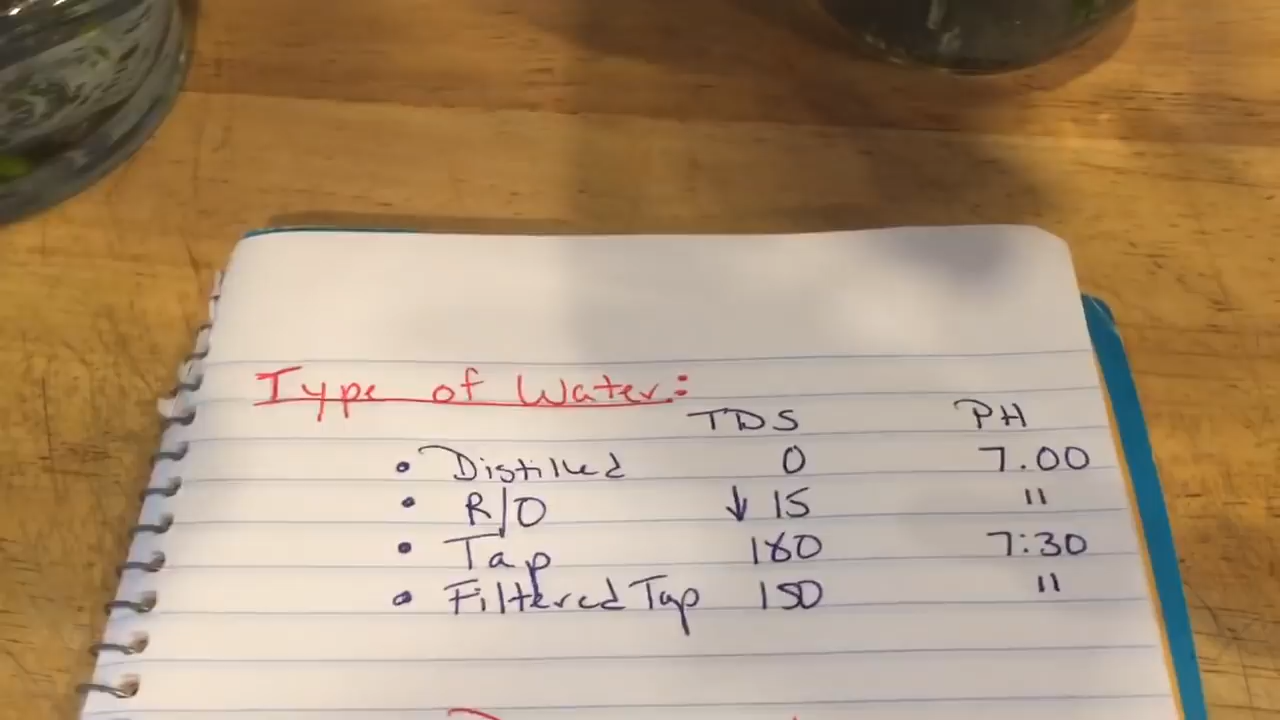 Type of Water:
TDS PH
• Distilled 0 7.00
• R/O ↓ 15 "
• Tap 180 7:30
• Filtered Tap 150 "